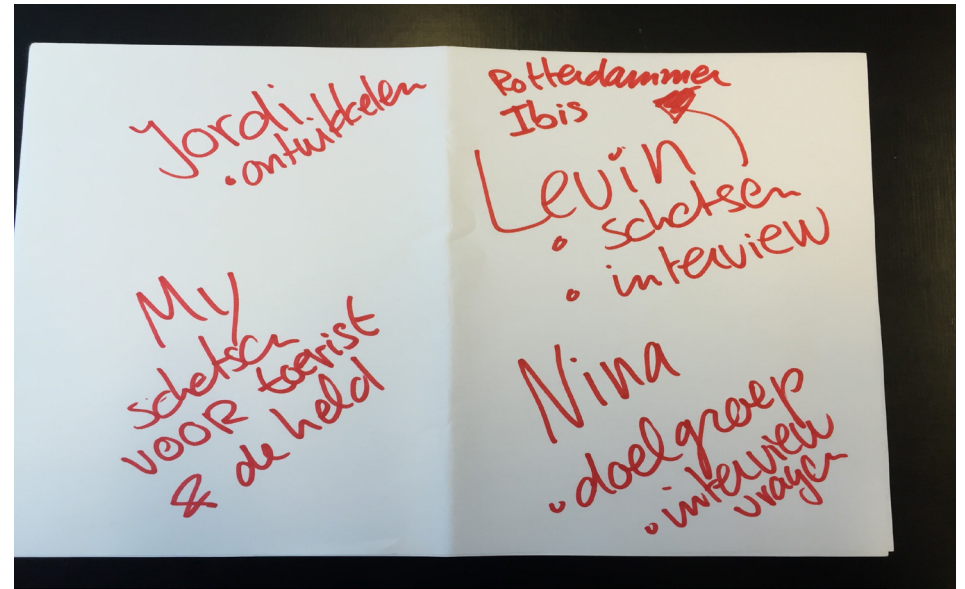 Jordi
• ontwikkelen
My
schetsen
VOOR toerist
& de held
Rotterdammer
Ibis
Levin
• schetsen
• interview
Nina
• doelgroep
• interview
vragen